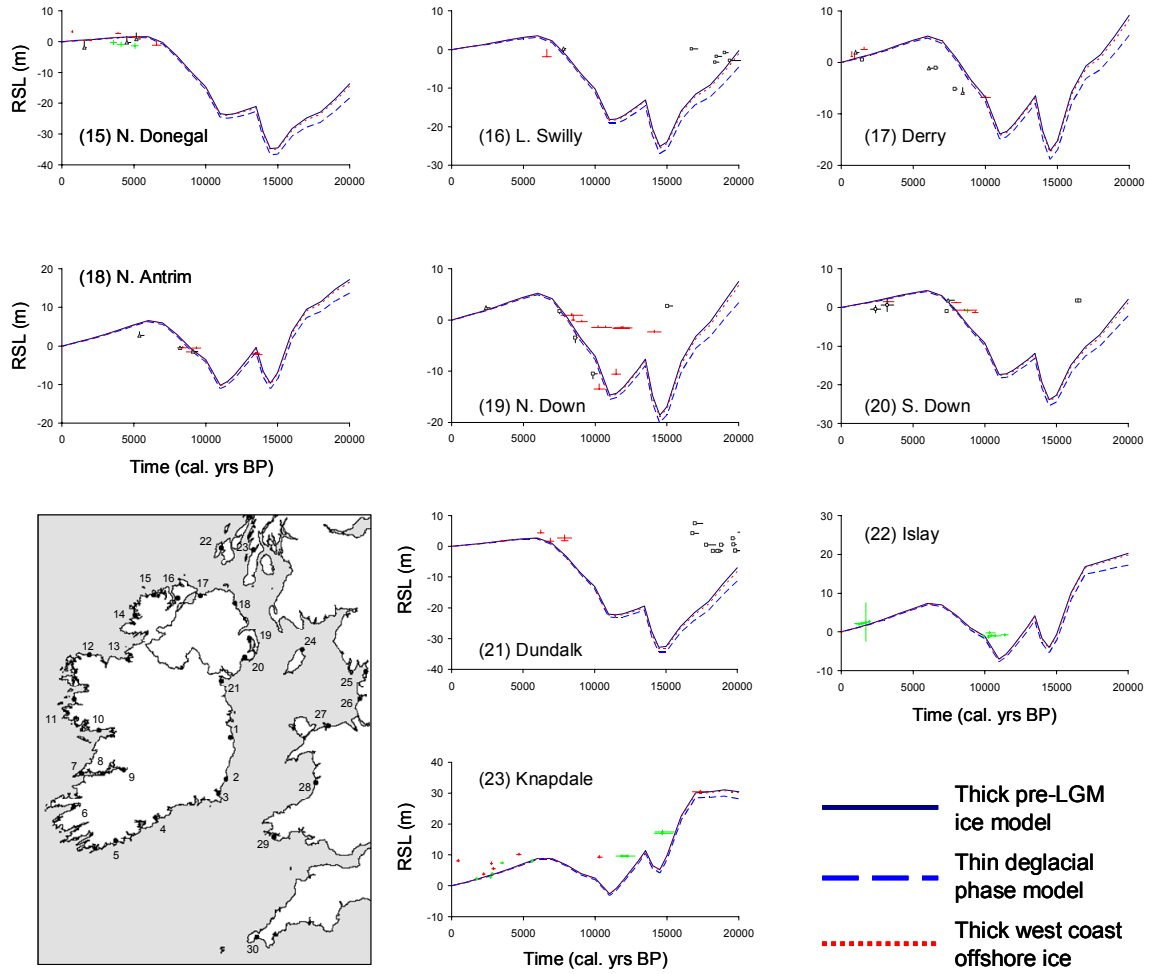 RSL (m)
10
0
-10
-20
-30
-40
(15) N. Donegal
0 5000 10000 15000 20000
20
10
0
-10
-20
-30
(16) L. Swilly
0 5000 10000 15000 20000
20
10
0
-10
-20
(17) Derry
0 5000 10000 15000 20000
RSL (m)
20
10
0
-10
-20
(18) N. Antrim
0 5000 10000 15000 20000
Time (cal. yrs BP)
20
10
0
-10
-20
(19) N. Down
0 5000 10000 15000 20000
20
10
0
-10
-20
-30
(20) S. Down
0 5000 10000 15000 20000
22
23
15
16
17
14
18
19
24
12
13
20
21
25
26
11
10
27
1
7
8
9
2
28
3
6
4
5
29
30
RSL (m)
10
0
-10
-20
-30
-40
(21) Dundalk
0 5000 10000 15000 20000
30
20
10
0
-10
(22) Islay
0 5000 10000 15000 20000
Time (cal. yrs BP)
RSL (m)
40
30
20
10
0
-10
(23) Knapdale
0 5000 10000 15000 20000
Time (cal. yrs BP)
Thick pre-LGM
ice model
Thin deglacial
phase model
Thick west coast
offshore ice